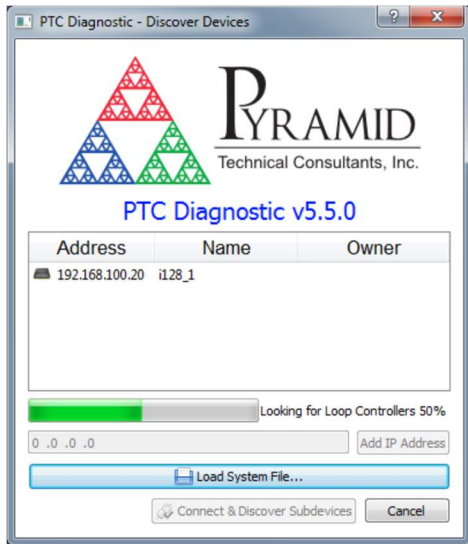 PTC Diagnostic - Discover Devices
PYRAMID
Technical Consultants, Inc.
PTC Diagnostic v5.5.0
Address Name Owner
192.168.100.20 i128_1
Looking for Loop Controllers 50%
0 .0 .0 .0 Add IP Address
Load System File...
Connect & Discover Subdevices Cancel